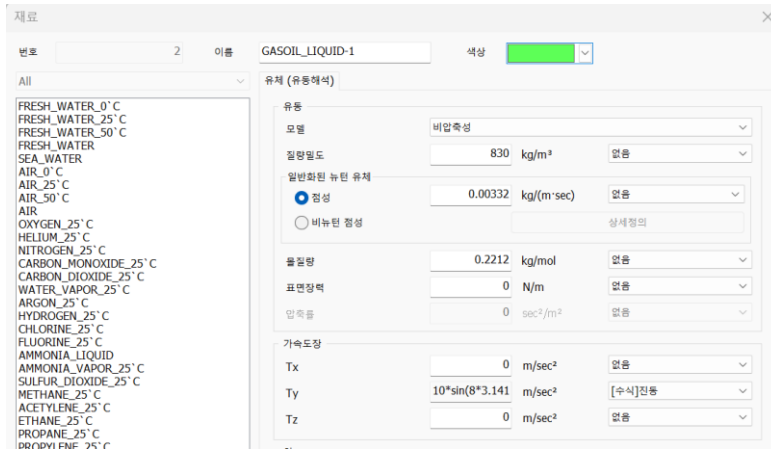 재료
번호 2 이름 GASOIL_LIQUID-1 색상
All
유체 (유동해석)
FRESH_WATER_0`C
FRESH_WATER_25`C
FRESH_WATER_50`C
FRESH_WATER
SEA_WATER
AIR_0`C
AIR_25`C
AIR_50`C
AIR
OXYGEN_25`C
HELIUM_25`C
NITROGEN_25`C
CARBON_MONOXIDE_25`C
CARBON_DIOXIDE_25`C
WATER_VAPOR_25`C
ARGON_25`C
HYDROGEN_25`C
CHLORINE_25`C
FLUORINE_25`C
AMMONIA_LIQUID
AMMONIA_VAPOR_25`C
SULFUR_DIOXIDE_25`C
METHANE_25`C
ACETYLENE_25`C
ETHANE_25`C
PROPANE_25`C
PROPYLENE_25`C
유동
모델 비압축성
질량밀도 830 kg/m³ 없음
일반화된 뉴턴 유체
점성 0.00332 kg/(m·sec) 없음
비뉴턴 점성 상세정의
몰질량 0.2212 kg/mol 없음
표면장력 0 N/m 없음
압축률 0 sec²/m² 없음
가속도장
Tx 0 m/sec² 없음
Ty 10*sin(8*3.141 m/sec² [수식]진동
Tz 0 m/sec² 없음